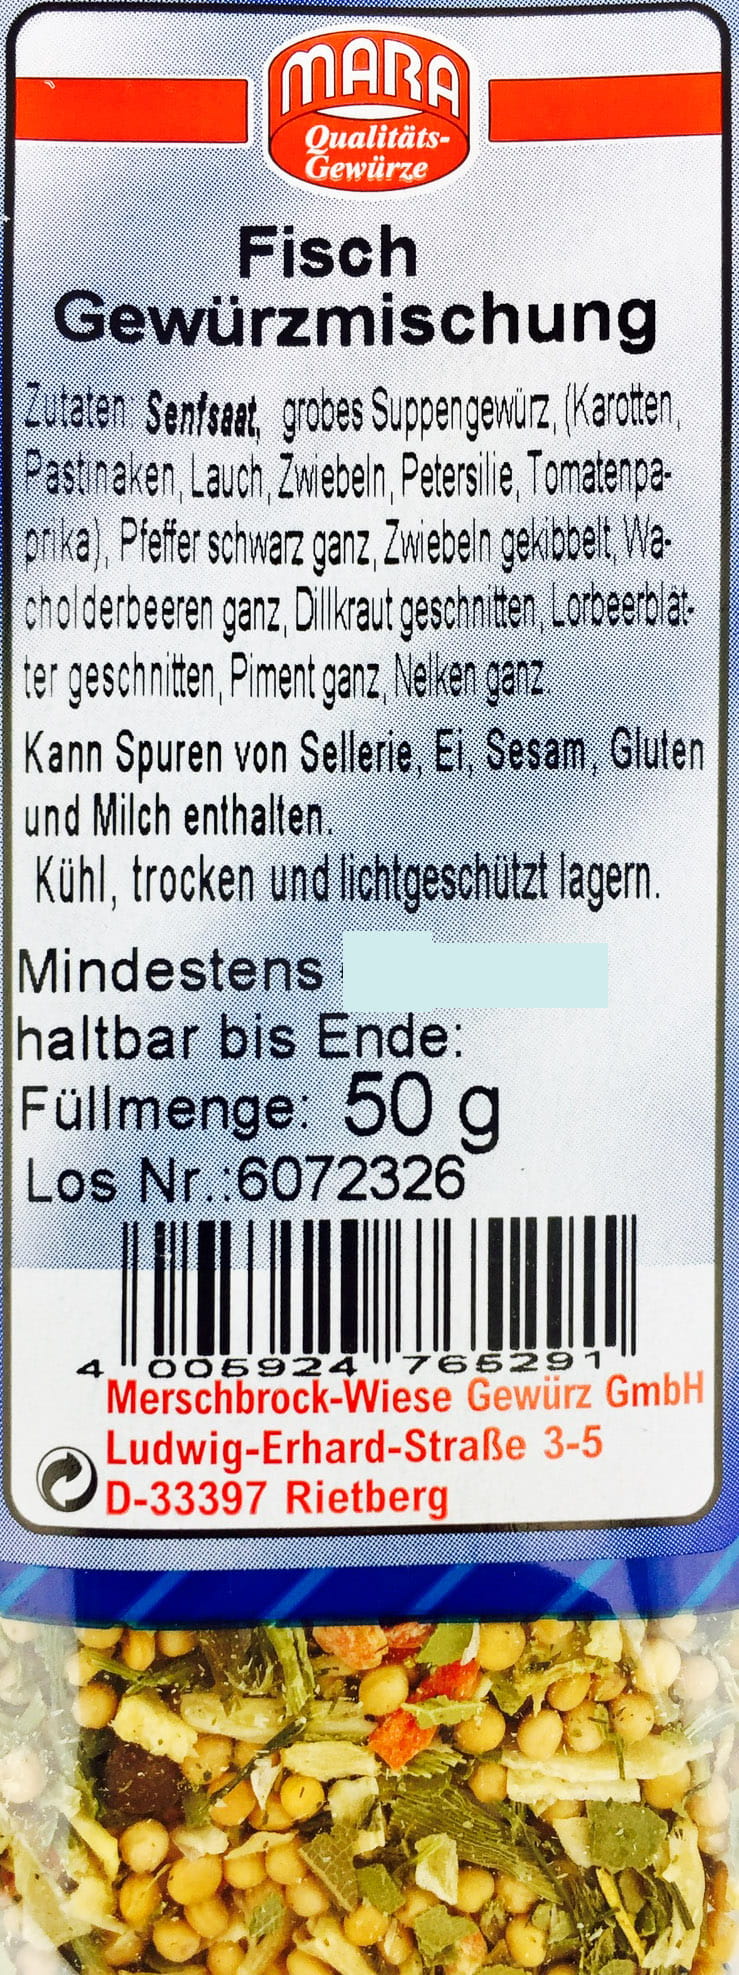 MARA
Qualitäts-
Gewürze
Fisch
Gewürzmischung
Zutaten: Senfsaat, grobes Suppengewürz, (Karotten,
Pastinaken, Lauch, Zwiebeln, Petersilie, Tomatenpa-
prika), Pfeffer schwarz ganz, Zwiebeln gekibbelt, Wa-
cholderbeeren ganz, Dillkraut geschnitten, Lorbeerblät-
ter geschnitten, Piment ganz, Nelken ganz.
Kann Spuren von Sellerie, Ei, Sesam, Gluten
und Milch enthalten.
Kühl, trocken und lichtgeschützt lagern.
Mindestens
haltbar bis Ende:
Füllmenge: 50 g
Los Nr.:6072326
4 005924 765291
Merschbrock-Wiese Gewürz GmbH
Ludwig-Erhard-Straße 3-5
D-33397 Rietberg